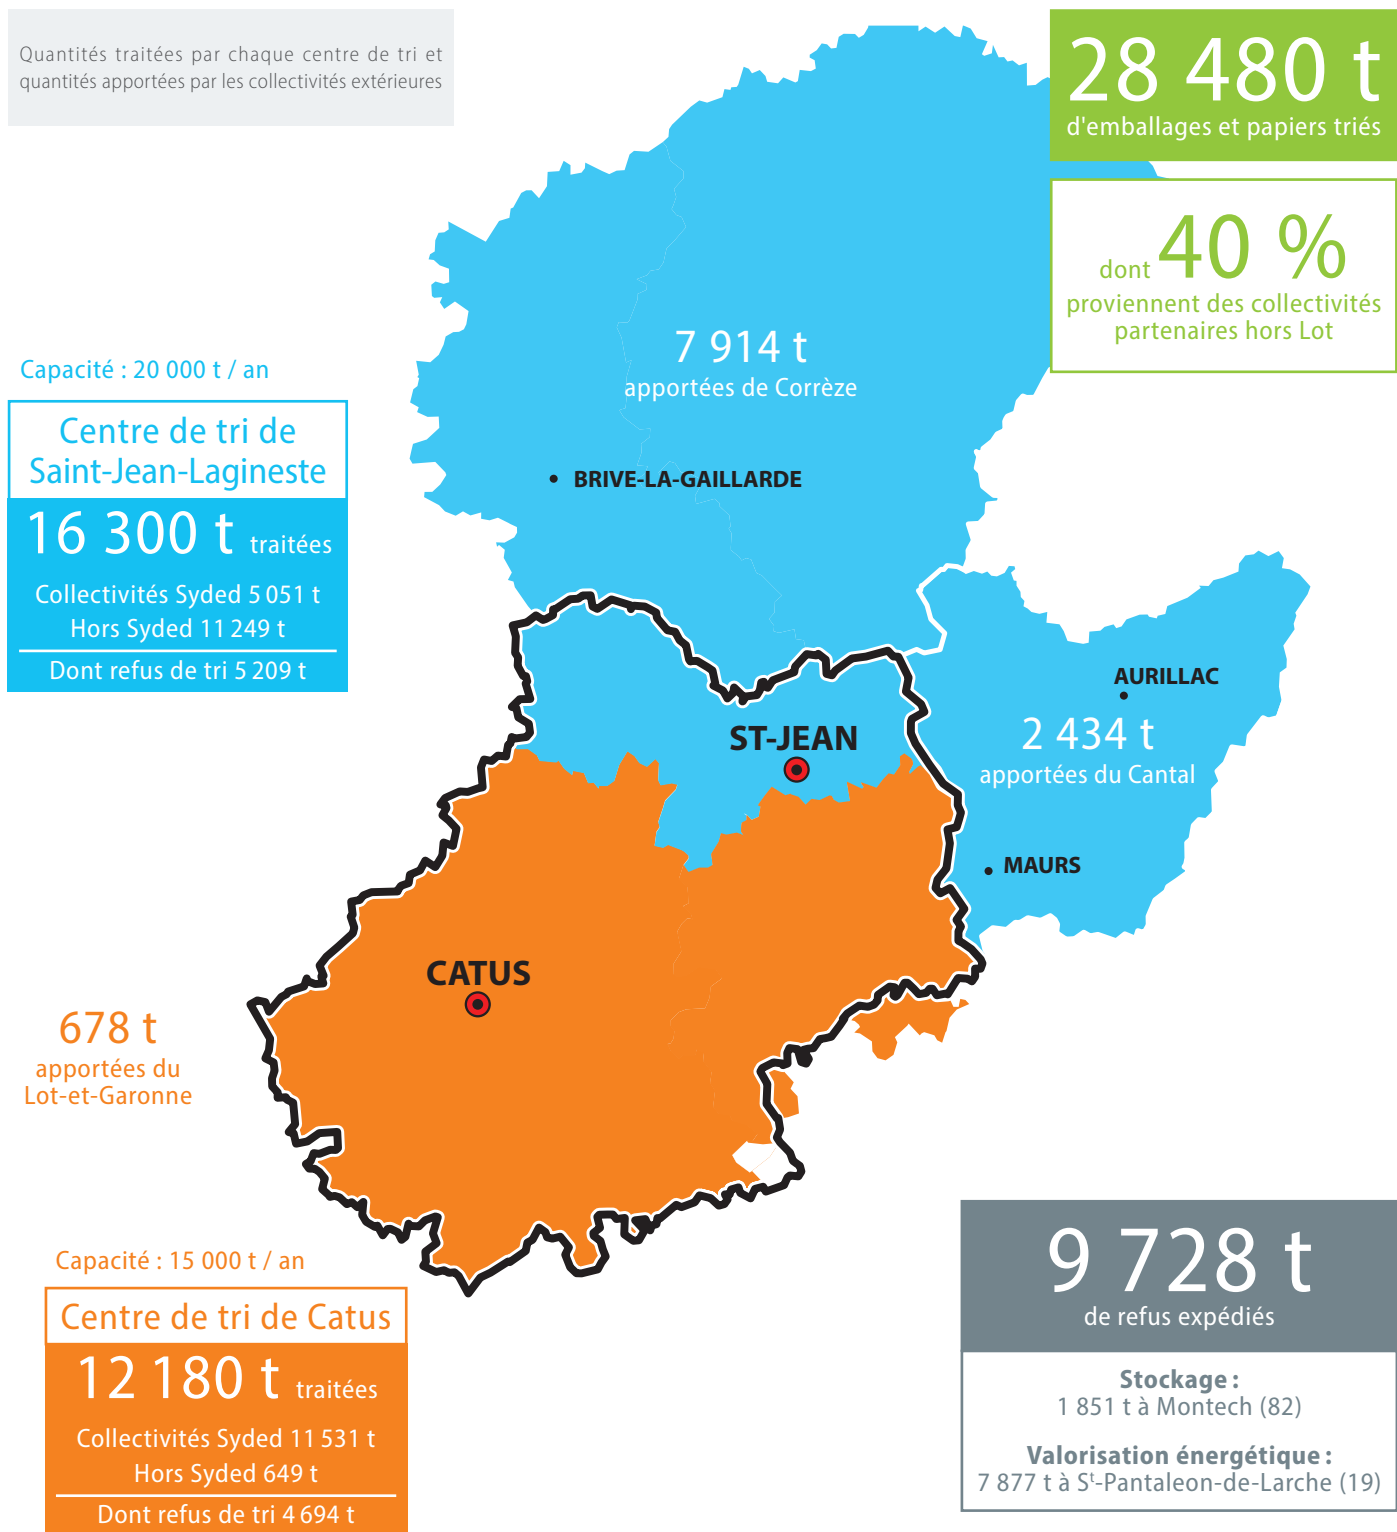 Quantités traitées par chaque centre de tri et
quantités apportées par les collectivités extérieures
28 480 t
d'emballages et papiers triés
dont 40 %
proviennent des collectivités
partenaires hors Lot
7 914 t
apportées de Corrèze
Capacité : 20 000 t / an
Centre de tri de
Saint-Jean-Lagineste
16 300 t traitées
Collectivités Syded 5 051 t
Hors Syded 11 249 t
Dont refus de tri 5 209 t
BRIVE-LA-GAILLARDE
AURILLAC
2 434 t
apportées du Cantal
ST-JEAN
MAURS
CATUS
678 t
apportées du
Lot-et-Garonne
Capacité : 15 000 t / an
Centre de tri de Catus
12 180 t traitées
Collectivités Syded 11 531 t
Hors Syded 649 t
Dont refus de tri 4 694 t
9 728 t
de refus expédiés
Stockage :
1 851 t à Montech (82)
Valorisation énergétique :
7 877 t à St-Pantaleon-de-Larche (19)